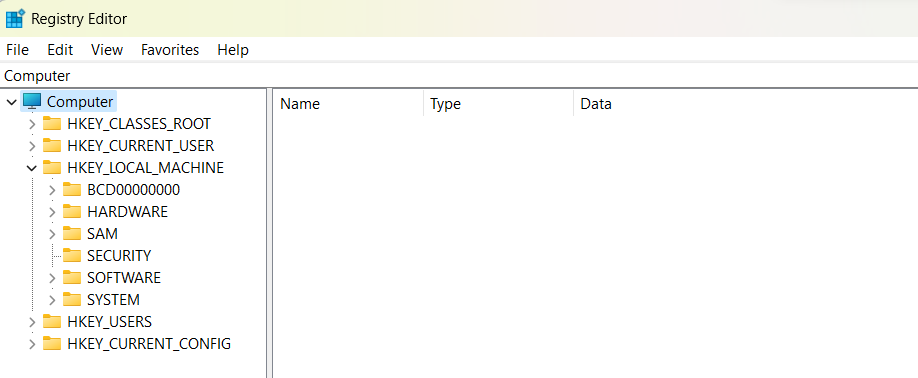 Registry Editor
File Edit View Favorites Help
Computer
Name Type Data
Computer
HKEY_CLASSES_ROOT
HKEY_CURRENT_USER
HKEY_LOCAL_MACHINE
BCD00000000
HARDWARE
SAM
SECURITY
SOFTWARE
SYSTEM
HKEY_USERS
HKEY_CURRENT_CONFIG